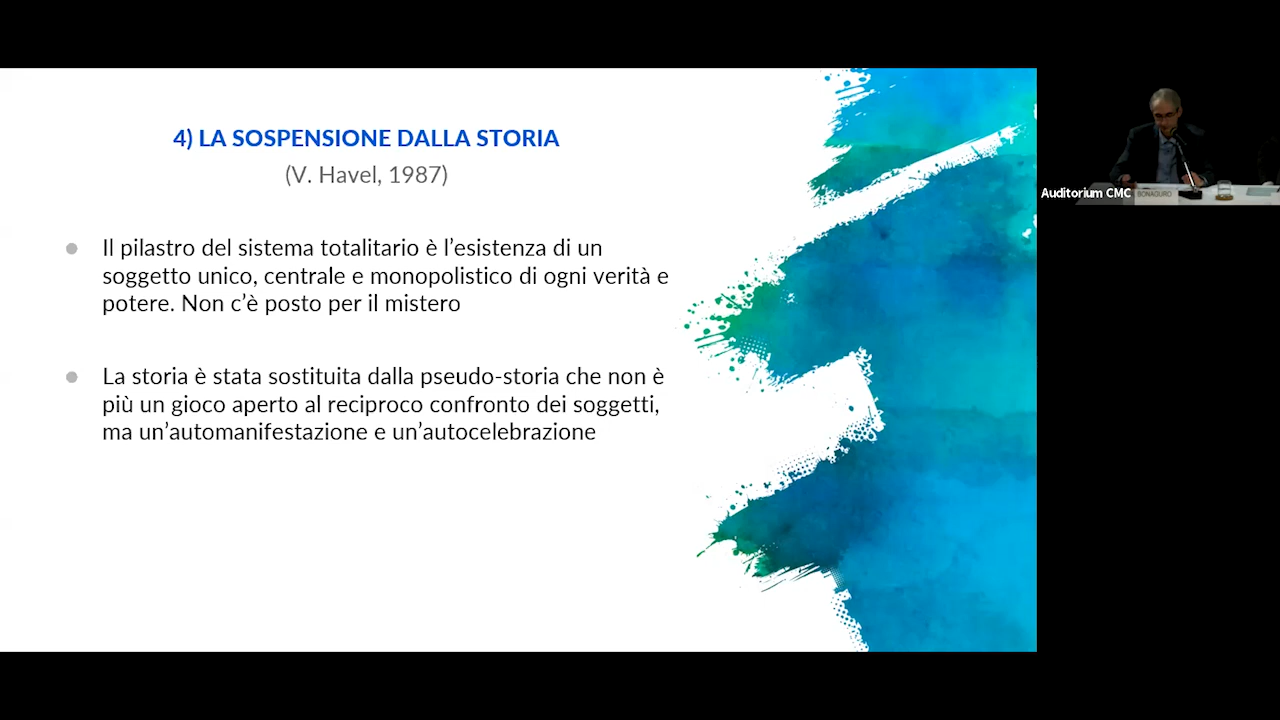 4) LA SOSPENSIONE DALLA STORIA
(V. Havel, 1987)
Il pilastro del sistema totalitario è l’esistenza di un
soggetto unico, centrale e monopolistico di ogni verità e
potere. Non c’è posto per il mistero
La storia è stata sostituita dalla pseudo-storia che non è
più un gioco aperto al reciproco confronto dei soggetti,
ma un’automanifestazione e un’autocelebrazione
Auditorium CMC
BONAGURO